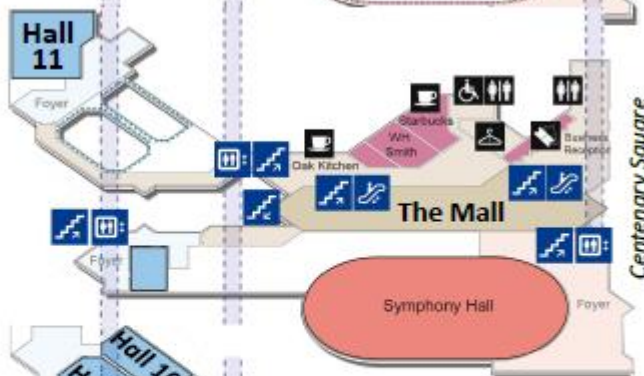 Hall
11
Foyer
Starbucks
WH
Smith
Oak Kitchen
Business
Reception
The Mall
Centenary Square
Foyer
Symphony Hall
Foyer
Hall 10